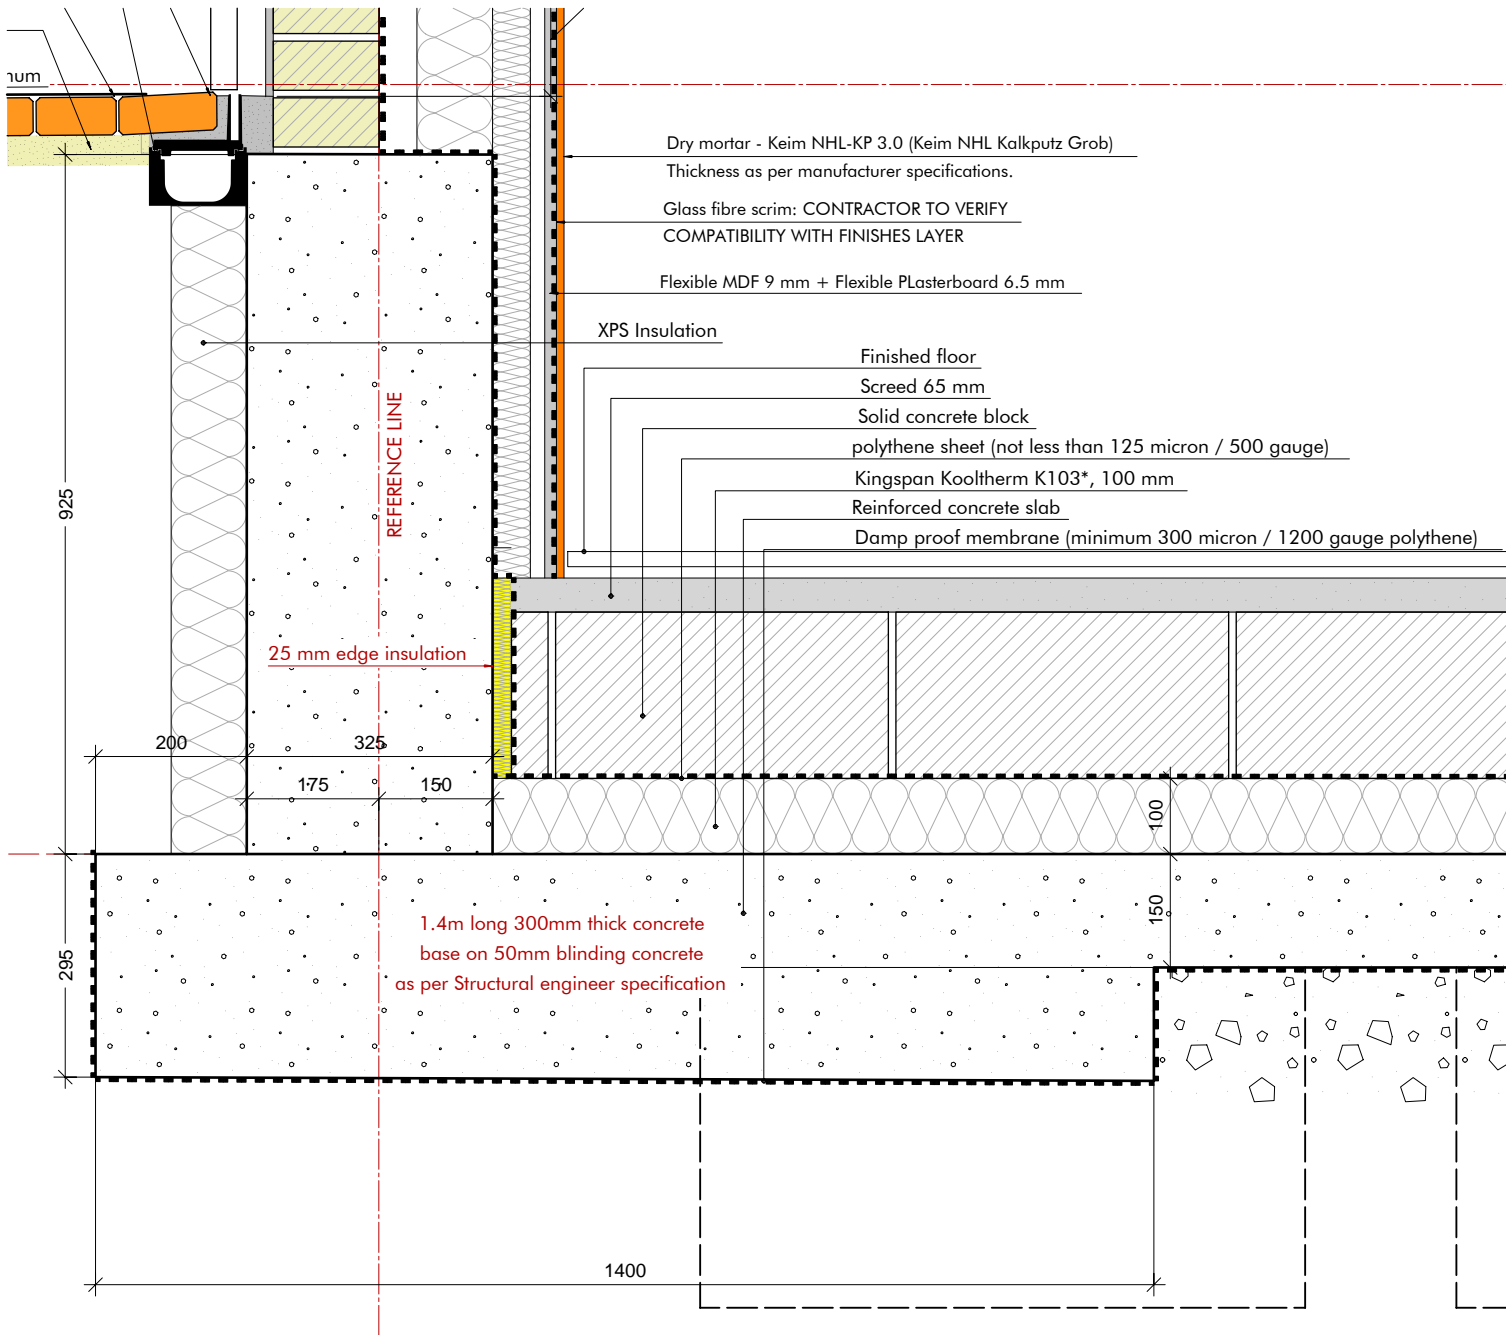 num
Dry mortar - Keim NHL-KP 3.0 (Keim NHL Kalkputz Grob)
Thickness as per manufacturer specifications.
Glass fibre scrim: CONTRACTOR TO VERIFY
COMPATIBILITY WITH FINISHES LAYER
Flexible MDF 9 mm + Flexible PLasterboard 6.5 mm
XPS Insulation
Finished floor
Screed 65 mm
Solid concrete block
polythene sheet (not less than 125 micron / 500 gauge)
Kingspan Kooltherm K103*, 100 mm
Reinforced concrete slab
Damp proof membrane (minimum 300 micron / 1200 gauge polythene)
REFERENCE LINE
925
25 mm edge insulation
200
325
175
150
100
150
295
1.4m long 300mm thick concrete
base on 50mm blinding concrete
as per Structural engineer specification
1400